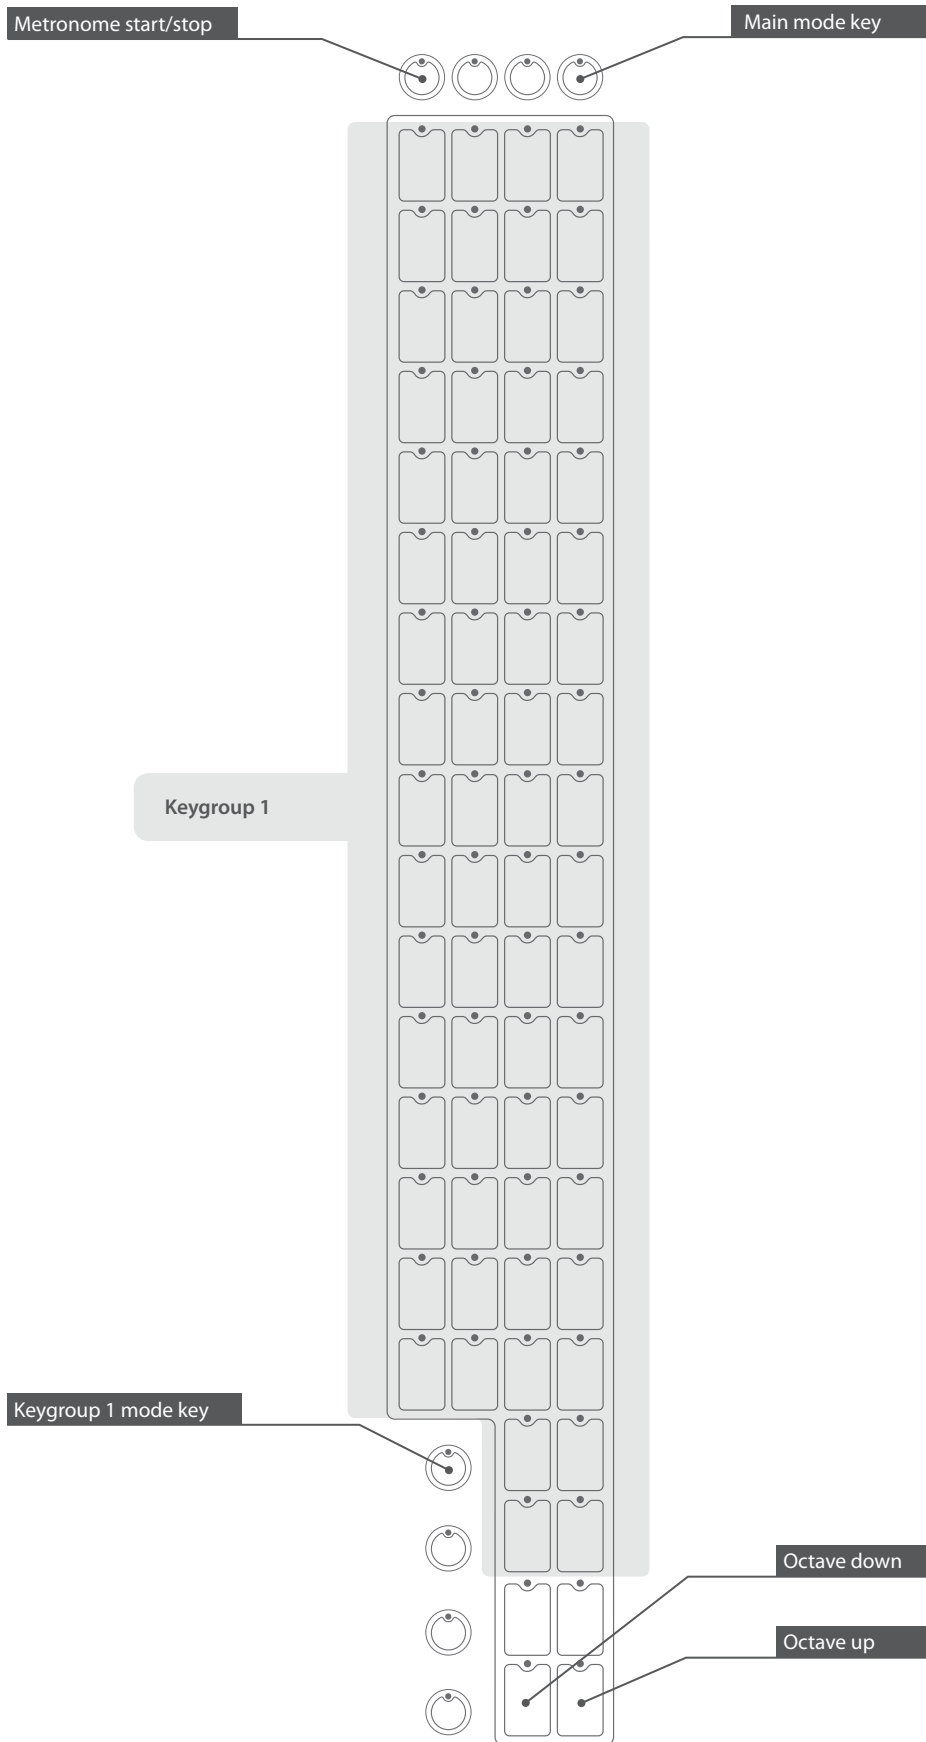 Metronome start/stop
Main mode key
Keygroup 1
Keygroup 1 mode key
Octave down
Octave up